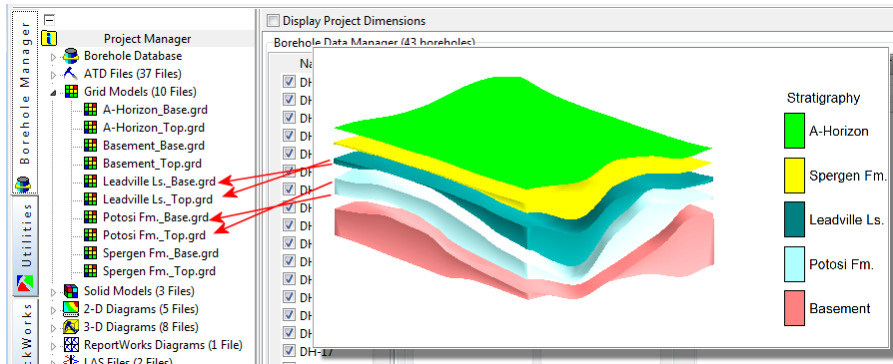 Borehole Manager
Utilities
Project Manager
Borehole Database
ATD Files (37 Files)
Grid Models (10 Files)
A-Horizon_Base.grd
A-Horizon_Top.grd
Basement_Base.grd
Basement_Top.grd
Leadville Ls._Base.grd
Leadville Ls._Top.grd
Potosi Fm._Base.grd
Potosi Fm._Top.grd
Spergen Fm._Base.grd
Spergen Fm._Top.grd
Solid Models (3 Files)
2-D Diagrams (5 Files)
3-D Diagrams (8 Files)
ReportWorks Diagrams (1 File)
LAS Files (2 Files)
Display Project Dimensions
Borehole Data Manager (43 boreholes)
DH-17
Stratigraphy
A-Horizon
Spergen Fm.
Leadville Ls.
Potosi Fm.
Basement